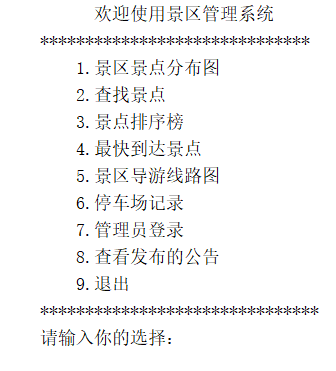 欢迎使用景区管理系统
******************************
1.景区景点分布图
2.查找景点
3.景点排序榜
4.最快到达景点
5.景区导游线路图
6.停车场记录
7.管理员登录
8.查看发布的公告
9.退出
*******************************
请输入你的选择: